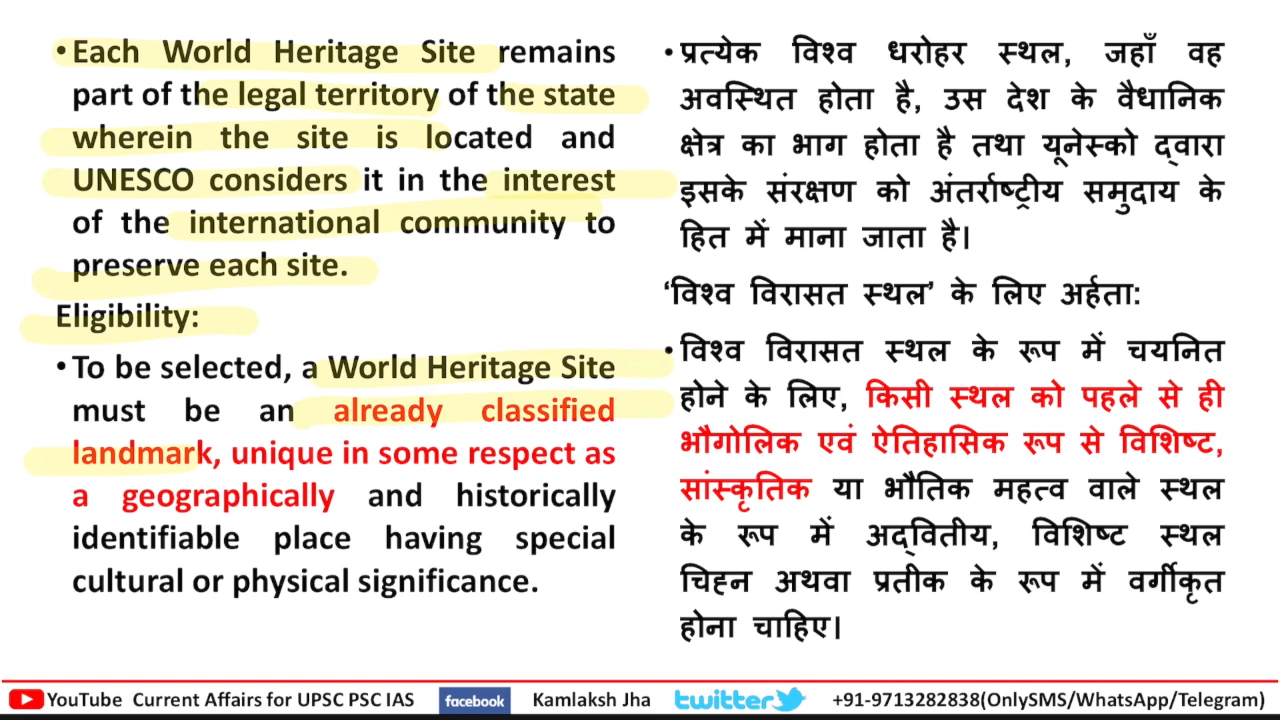 • Each World Heritage Site remains
part of the legal territory of the state
wherein the site is located and
UNESCO considers it in the interest
of the international community to
preserve each site.
Eligibility:
• To be selected, a World Heritage Site
must be an already classified
landmark, unique in some respect as
a geographically and historically
identifiable place having special
cultural or physical significance.
• प्रत्येक विश्व धरोहर स्थल, जहाँ वह
अवस्थित होता है, उस देश के वैधानिक
क्षेत्र का भाग होता है तथा यूनेस्को द्वारा
इसके संरक्षण को अंतर्राष्ट्रीय समुदाय के
हित में माना जाता है।
‘विश्व विरासत स्थल’ के लिए अर्हता:
• विश्व विरासत स्थल के रूप में चयनित
होने के लिए, किसी स्थल को पहले से ही
भौगोलिक एवं ऐतिहासिक रूप से विशिष्ट,
सांस्कृतिक या भौतिक महत्व वाले स्थल
के रूप में अद्वितीय, विशिष्ट स्थल
चिह्न अथवा प्रतीक के रूप में वर्गीकृत
होना चाहिए।
YouTube Current Affairs for UPSC PSC IAS facebook Kamlaksh Jha twitter +91-9713282838(OnlySMS/WhatsApp/Telegram)